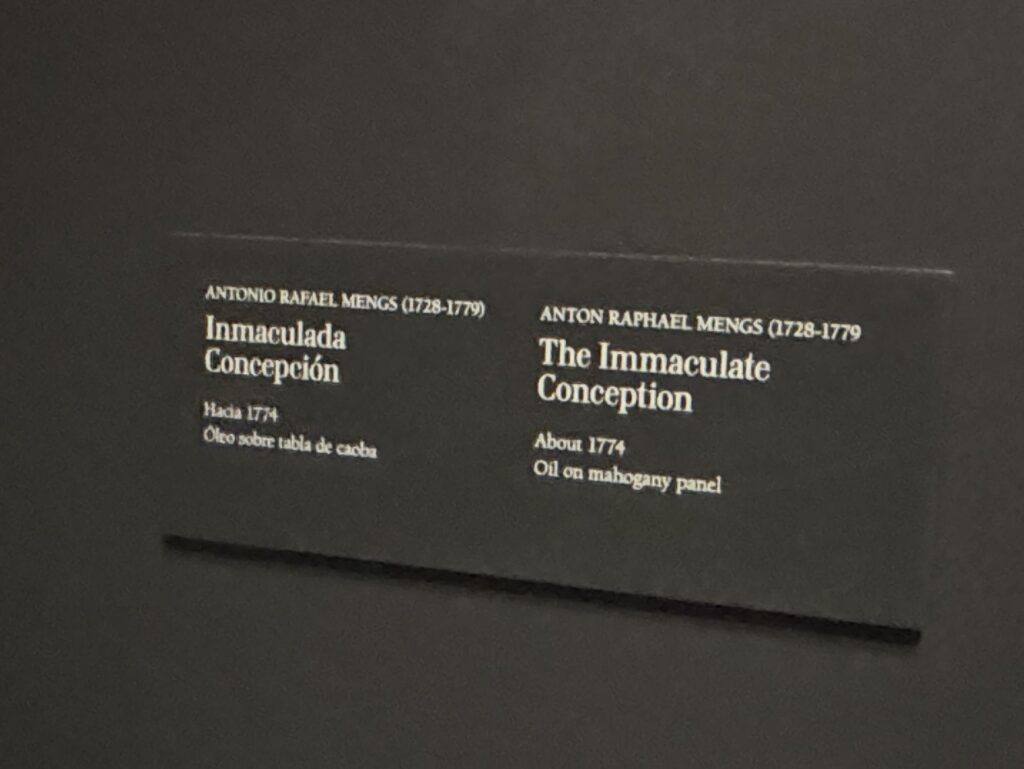 ANTONIO RAFAEL MENGS (1728-1779)
Inmaculada
Concepción
Hacia 1774
Óleo sobre tabla de caoba
ANTON RAPHAEL MENGS (1728-1779
The Immaculate
Conception
About 1774
Oil on mahogany panel